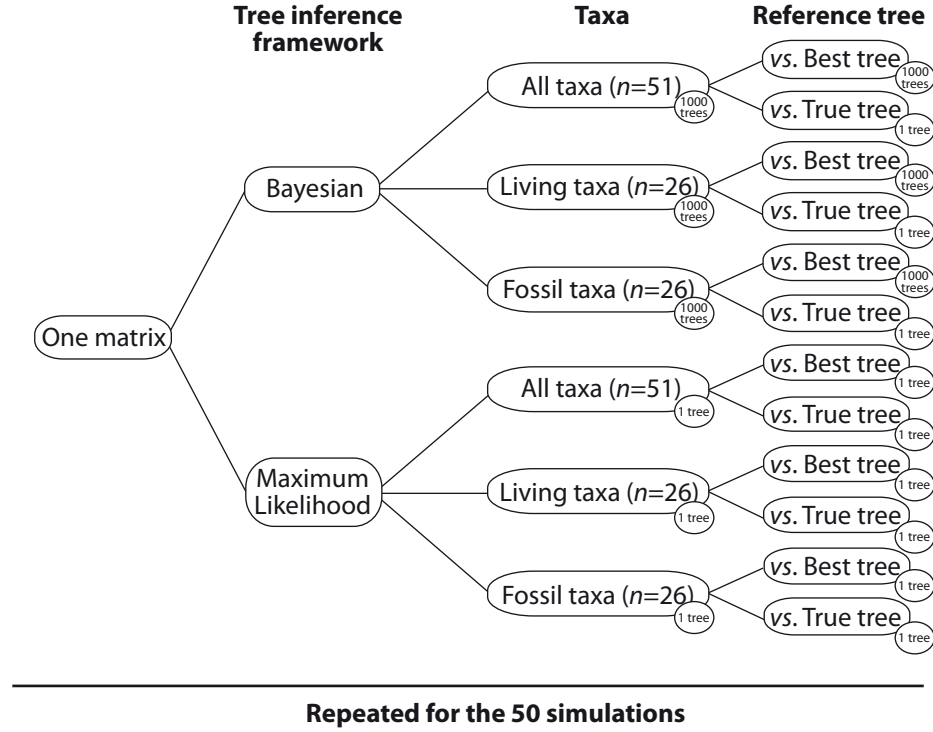 Tree inference
framework
Taxa
Reference tree
One matrix
Bayesian
All taxa (n=51)
1000
trees
vs. Best tree
1000
trees
vs. True tree
1 tree
Living taxa (n=26)
1000
trees
vs. Best tree
1000
trees
vs. True tree
1 tree
Fossil taxa (n=26)
1000
trees
vs. Best tree
1000
trees
vs. True tree
1 tree
Maximum
Likelihood
All taxa (n=51)
1 tree
vs. Best tree
1 tree
vs. True tree
1 tree
Living taxa (n=26)
1 tree
vs. Best tree
1 tree
vs. True tree
1 tree
Fossil taxa (n=26)
1 tree
vs. Best tree
1 tree
vs. True tree
1 tree
Repeated for the 50 simulations